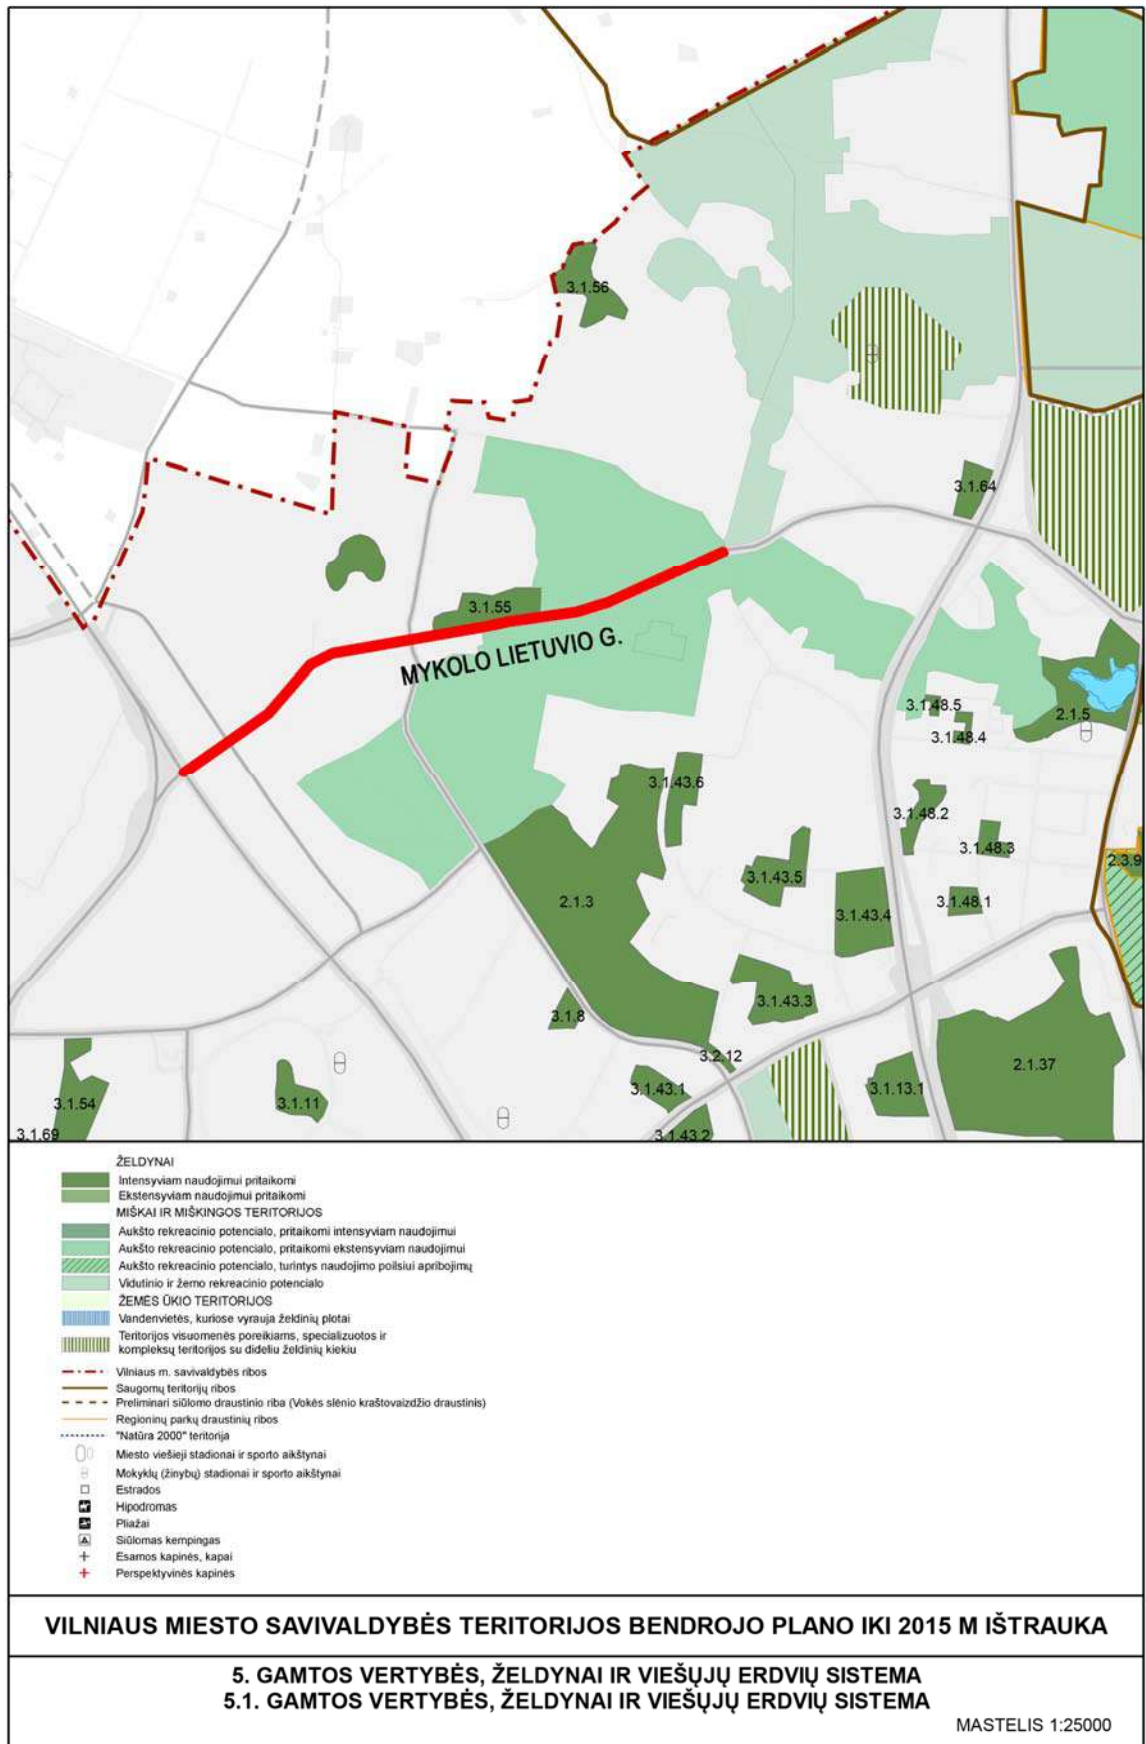 3.1.56
3.1.64
3.1.55
MYKOLO LIETUVIO G.
3.1.48.5
2.1.5
3.1.48.4
3.1.43.6
3.1.48.2
3.1.48.3
2.3.9
3.1.43.5
2.1.3
3.1.48.1
3.1.43.4
3.1.43.3
3.1.8
3.2.12
2.1.37
3.1.43.1
3.1.13.1
3.1.54
3.1.11
3.1.69
3.1.43.2
ŽELDYNAI
Intensyviam naudojimui pritaikomi
Ekstensyviam naudojimui pritaikomi
MIŠKAI IR MIŠKINGOS TERITORIJOS
Aukšto rekreacinio potencialo, pritaikomi intensyviam naudojimui
Aukšto rekreacinio potencialo, pritaikomi ekstensyviam naudojimui
Aukšto rekreacinio potencialo, turintys naudojimo poilsiui apribojimų
Vidutinio ir žemo rekreacinio potencialo
ŽEMĖS ŪKIO TERITORIJOS
Vandenvietės, kuriose vyrauja želdinių plotai
Teritorijos visuomenės poreikiams, specializuotos ir
kompleksų teritorijos su dideliu želdinių kiekiu
Vilniaus m. savivaldybės ribos
Saugomų teritorijų ribos
Preliminari siūlomo draustinio riba (Vokės slėnio kraštovaizdžio draustinis)
Regioninų parkų draustinių ribos
"Natūra 2000" teritorija
Miesto viešieji stadionai ir sporto aikštynai
Mokyklų (žinybų) stadionai ir sporto aikštynai
Estrados
Hipodromas
Pliažai
Siūlomas kempingas
Esamos kapinės, kapai
Perspektyvinės kapinės
VILNIAUS MIESTO SAVIVALDYBĖS TERITORIJOS BENDROJO PLANO IKI 2015 M IŠTRAUKA
5. GAMTOS VERTYBĖS, ŽELDYNAI IR VIEŠŲJŲ ERDVIŲ SISTEMA
5.1. GAMTOS VERTYBĖS, ŽELDYNAI IR VIEŠŲJŲ ERDVIŲ SISTEMA
MASTELIS 1:25000